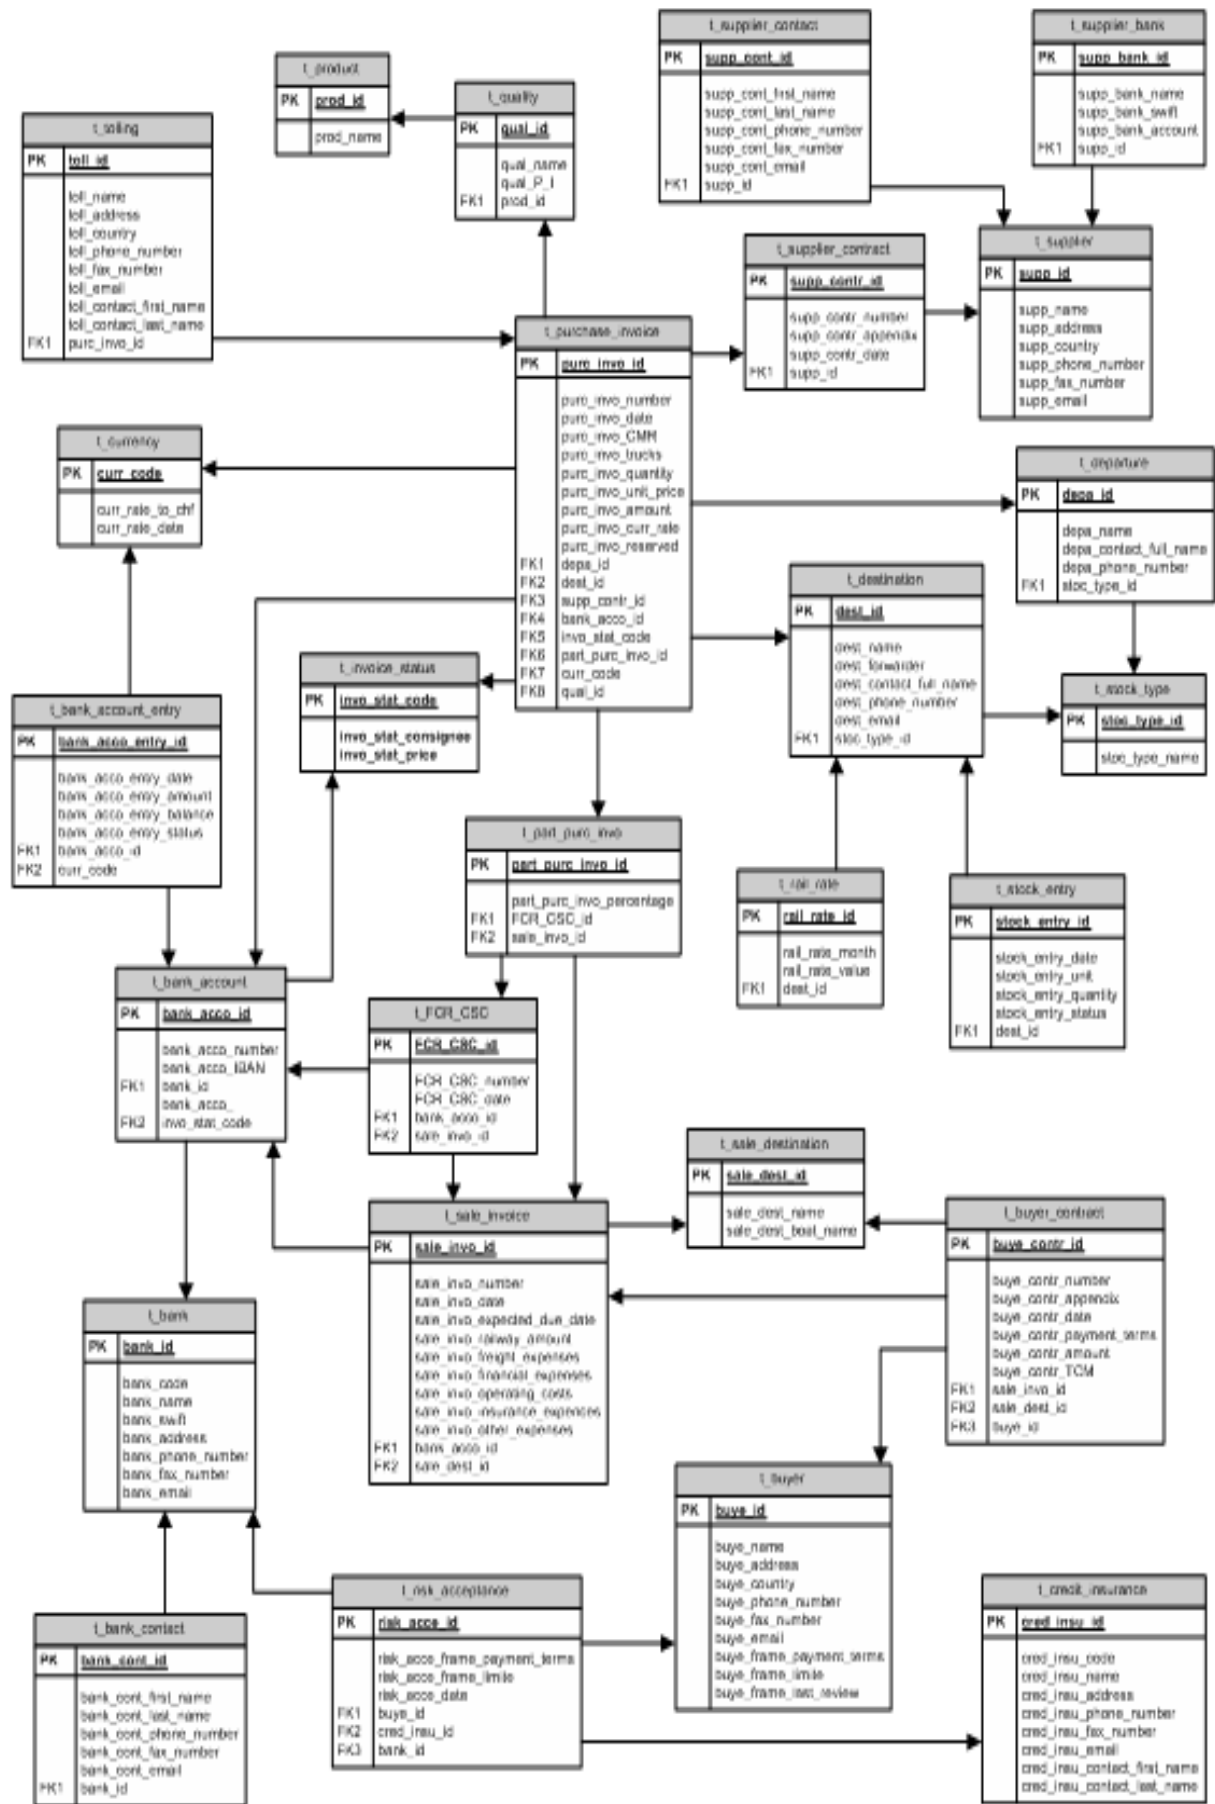 t_supplier_contact
PK supp_cont_id
supp_cont_first_name
supp_cont_last_name
supp_cont_phone_number
supp_cont_fax_number
supp_cont_email
FK1 supp_id
t_supplier_bank
PK supp_bank_id
supp_bank_name
supp_bank_swift
supp_bank_account
FK1 supp_id
t_product
PK prod_id
prod_name
t_quality
PK qual_id
qual_name
qual_P_I
FK1 prod_id
t_tolling
PK toll_id
toll_name
toll_address
toll_country
toll_phone_number
toll_fax_number
toll_email
toll_contact_first_name
toll_contact_last_name
FK1 purc_invo_id
t_supplier_contract
PK supp_contr_id
supp_contr_number
supp_contr_appendix
supp_contr_date
FK1 supp_id
t_supplier
PK supp_id
supp_name
supp_address
supp_country
supp_phone_number
supp_fax_number
supp_email
t_purchase_invoice
PK purc_invo_id
purc_invo_number
purc_invo_date
purc_invo_CMR
purc_invo_trucks
purc_invo_quantity
purc_invo_unit_price
purc_invo_amount
purc_invo_curr_rate
purc_invo_reserved
FK1 depa_id
FK2 dest_id
FK3 supp_contr_id
FK4 bank_acco_id
FK5 invo_stat_code
FK6 part_purc_invo_id
FK7 curr_code
FK8 qual_id
t_currency
PK curr_code
curr_rate_to_chf
curr_rate_date
t_departure
PK depa_id
depa_name
depa_contact_full_name
depa_phone_number
FK1 stoc_type_id
t_destination
PK dest_id
dest_name
dest_forwarder
dest_contact_full_name
dest_phone_number
dest_email
FK1 stoc_type_id
t_invoice_status
PK invo_stat_code
invo_stat_consignee
invo_stat_price
t_stock_type
PK stoc_type_id
stoc_type_name
t_bank_account_entry
PK bank_acco_entry_id
bank_acco_entry_date
bank_acco_entry_amount
bank_acco_entry_balance
bank_acco_entry_status
FK1 bank_acco_id
FK2 curr_code
t_part_purc_invo
PK part_purc_invo_id
part_purc_invo_percentage
FK1 FCR_CSC_id
FK2 sale_invo_id
t_rail_rate
PK rail_rate_id
rail_rate_month
rail_rate_value
FK1 dest_id
t_stock_entry
PK stock_entry_id
stock_entry_date
stock_entry_unit
stock_entry_quantity
stock_entry_status
FK1 dest_id
t_bank_account
PK bank_acco_id
bank_acco_number
bank_acco_IBAN
FK1 bank_id
bank_acco_
FK2 invo_stat_code
t_FCR_CSC
PK FCR_CSC_id
FCR_CSC_number
FCR_CSC_date
FK1 bank_acco_id
FK2 sale_invo_id
t_sale_destination
PK sale_dest_id
sale_dest_name
sale_dest_boat_name
t_sale_invoice
PK sale_invo_id
sale_invo_number
sale_invo_date
sale_invo_expected_due_date
sale_invo_railway_amount
sale_invo_freight_expenses
sale_invo_financial_expenses
sale_invo_operating_costs
sale_invo_insurance_expences
sale_invo_other_expenses
FK1 bank_acco_id
FK2 sale_dest_id
t_buyer_contract
PK buye_contr_id
buye_contr_number
buye_contr_appendix
buye_contr_date
buye_contr_payment_terms
buye_contr_amount
buye_contr_TCM
FK1 sale_invo_id
FK2 sale_dest_id
FK3 buye_id
t_bank
PK bank_id
bank_code
bank_name
bank_swift
bank_address
bank_phone_number
bank_fax_number
bank_email
t_buyer
PK buye_id
buye_name
buye_address
buye_country
buye_phone_number
buye_fax_number
buye_email
buye_frame_payment_terms
buye_frame_limite
buye_frame_last_review
t_risk_acceptance
PK risk_acce_id
risk_acce_frame_payment_terms
risk_acce_frame_limite
risk_acce_date
FK1 buye_id
FK2 cred_insu_id
FK3 bank_id
t_credit_insurance
PK cred_insu_id
cred_insu_code
cred_insu_name
cred_insu_address
cred_insu_phone_number
cred_insu_fax_number
cred_insu_email
cred_insu_contact_first_name
cred_insu_contact_last_name
t_bank_contact
PK bank_cont_id
bank_cont_first_name
bank_cont_last_name
bank_cont_phone_number
bank_cont_fax_number
bank_cont_email
FK1 bank_id